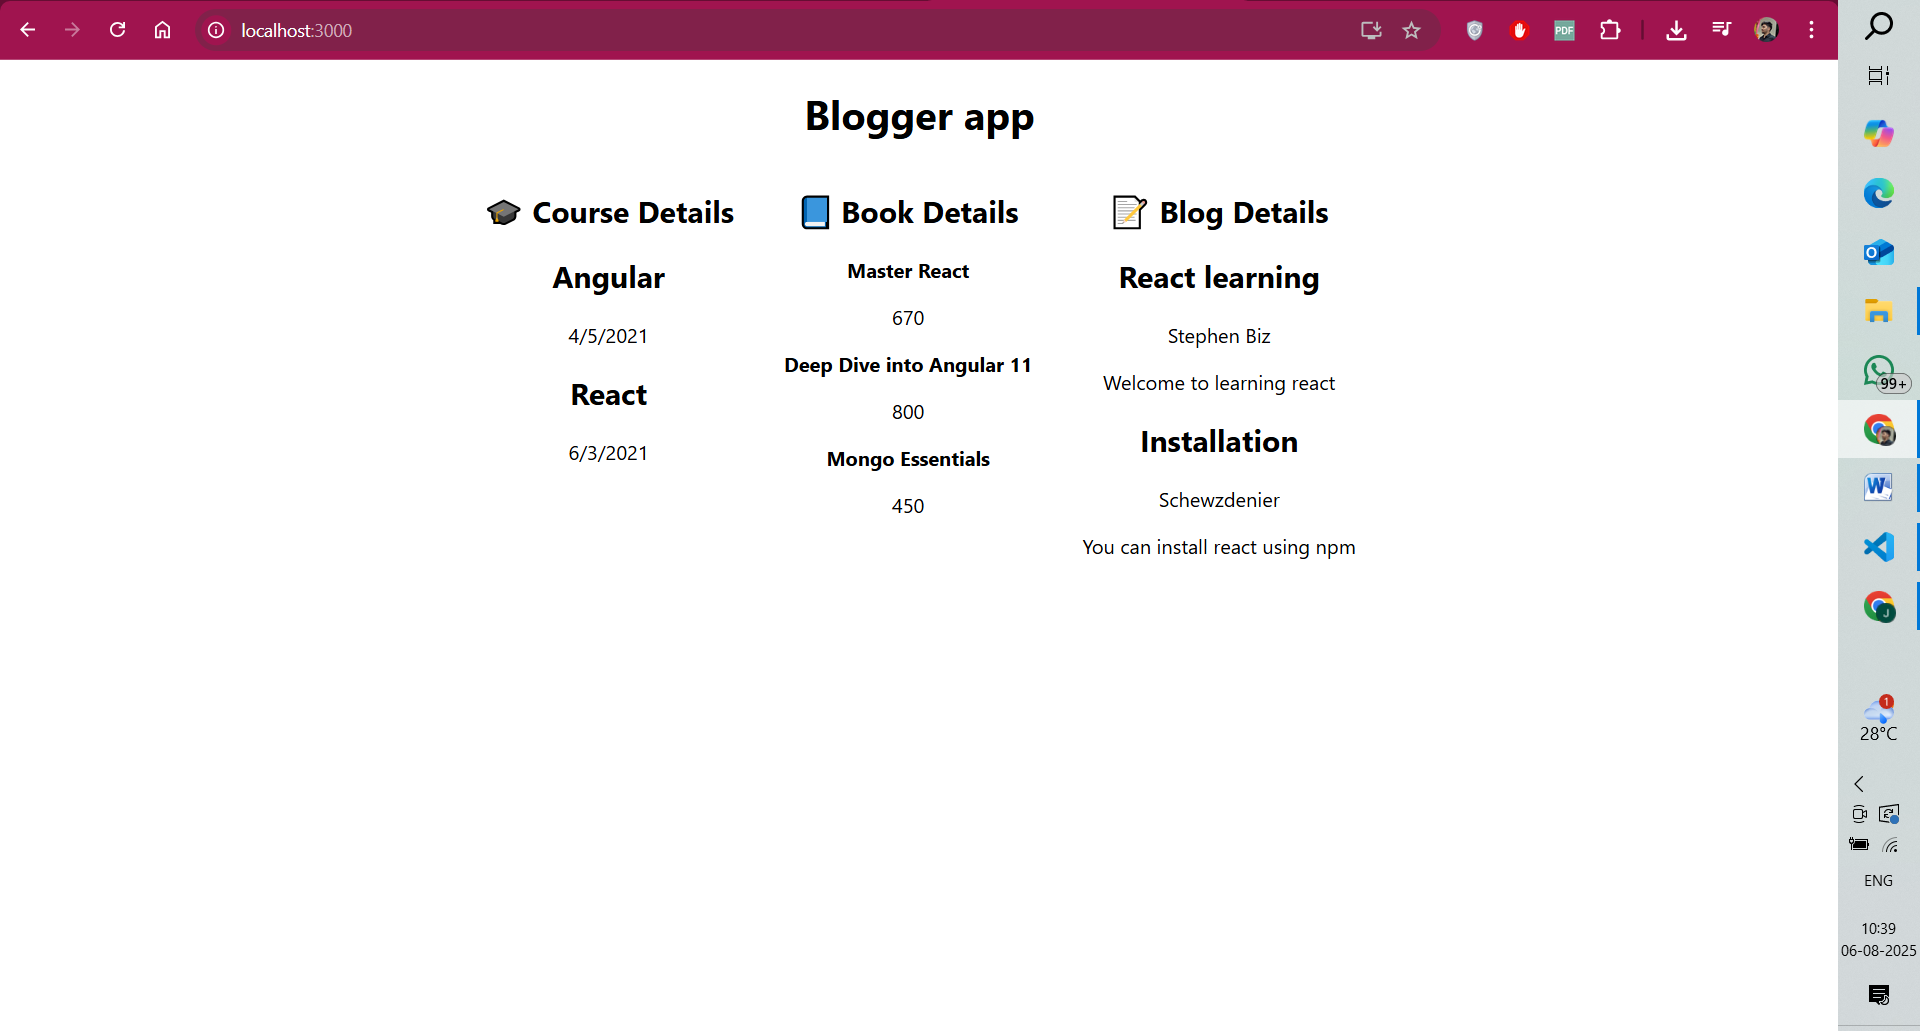 localhost:3000
PDF
Blogger app
🎓 Course Details
Angular
4/5/2021
React
6/3/2021
📘 Book Details
Master React
670
Deep Dive into Angular 11
800
Mongo Essentials
450
📝 Blog Details
React learning
Stephen Biz
Welcome to learning react
Installation
Schewzdenier
You can install react using npm
99+
W
J
1
28°C
ENG
10:39
06-08-2025